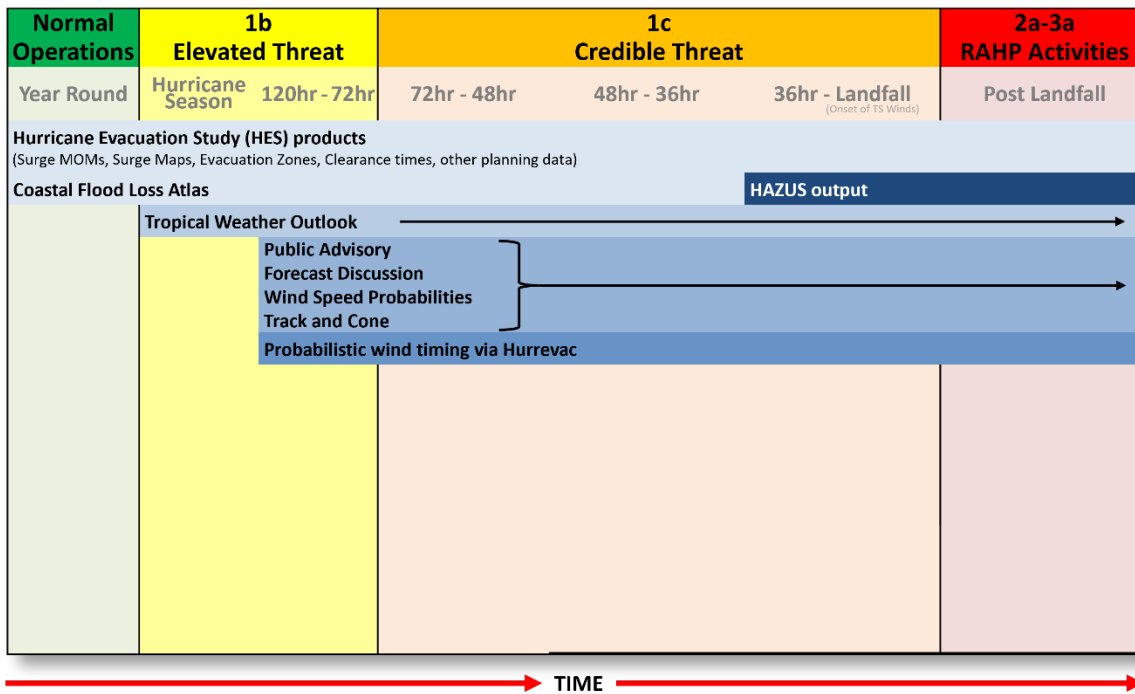 Normal Operations
1b
Elevated Threat
1c
Credible Threat
2a-3a
RAHP Activities
Year Round
Hurricane Season
120hr - 72hr
72hr - 48hr
48hr - 36hr
36hr - Landfall
(Onset of TS Winds)
Post Landfall
Hurricane Evacuation Study (HES) products
(Surge MOMs, Surge Maps, Evacuation Zones, Clearance times, other planning data)
Coastal Flood Loss Atlas
HAZUS output
Tropical Weather Outlook
Public Advisory
Forecast Discussion
Wind Speed Probabilities
Track and Cone
Probabilistic wind timing via Hurrevac
TIME